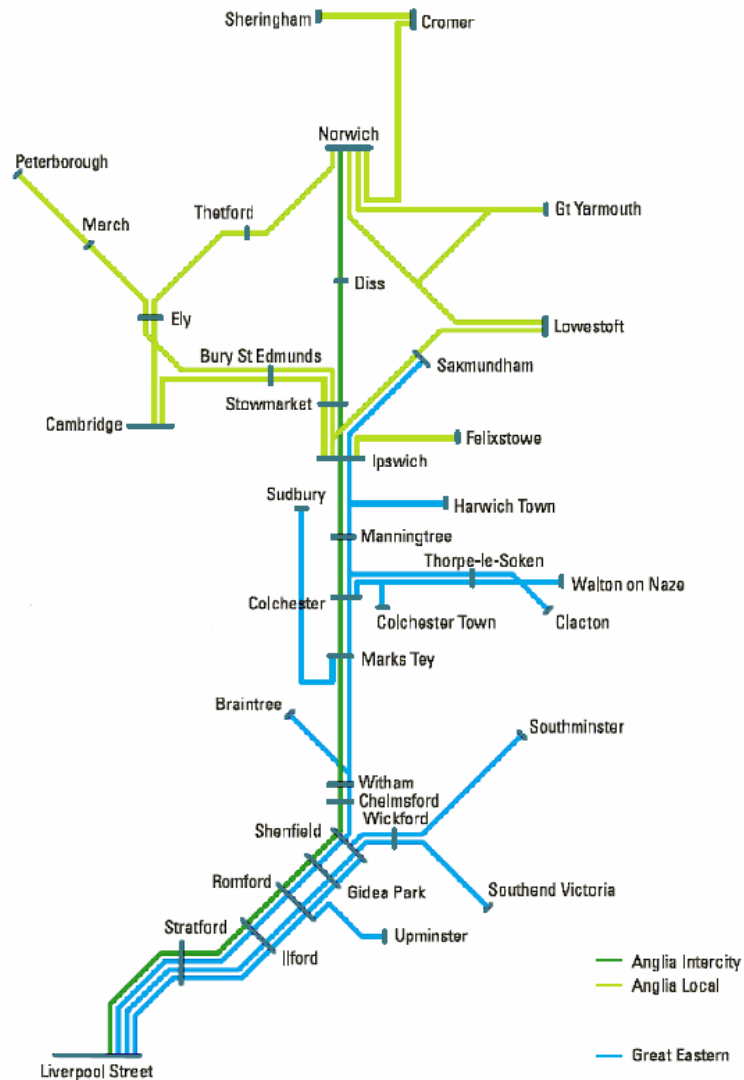 Sheringham
Cromer
Norwich
Peterborough
Thetford
March
Gt Yarmouth
Diss
Ely
Lowestoft
Bury St Edmunds
Saxmundham
Stowmarket
Cambridge
Felixstowe
Ipswich
Sudbury
Harwich Town
Manningtree
Thorpe-le-Soken
Walton on Naze
Colchester
Colchester Town
Clacton
Marks Tey
Braintree
Southminster
Witham
Chelmsford
Wickford
Shenfield
Romford
Gidea Park
Southend Victoria
Stratford
Upminster
Ilford
Anglia Intercity
Anglia Local
Great Eastern
Liverpool Street